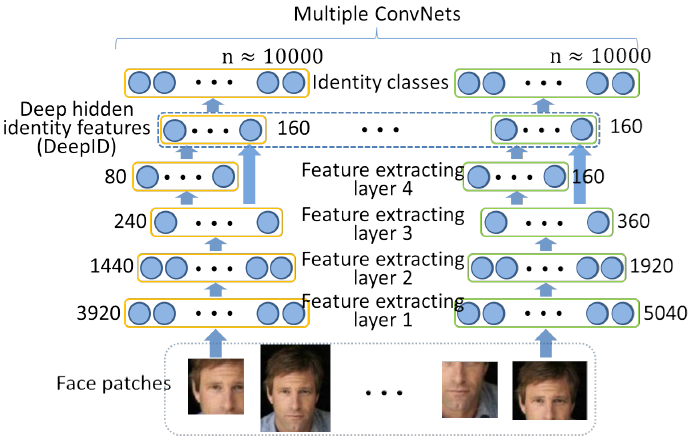 Multiple ConvNets
n ≈ 10000
n ≈ 10000
Identity classes
Deep hidden
identity features
(DeepID)
160
• • •
160
80
Feature extracting
layer 4
160
240
Feature extracting
layer 3
360
1440
Feature extracting
layer 2
1920
3920
Feature extracting
layer 1
5040
Face patches